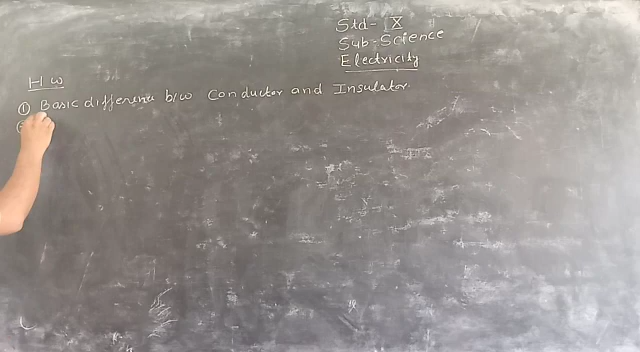 Std- X
Sub-Science
Electricity
H W
① Basic difference b/w Conductor and Insulator.